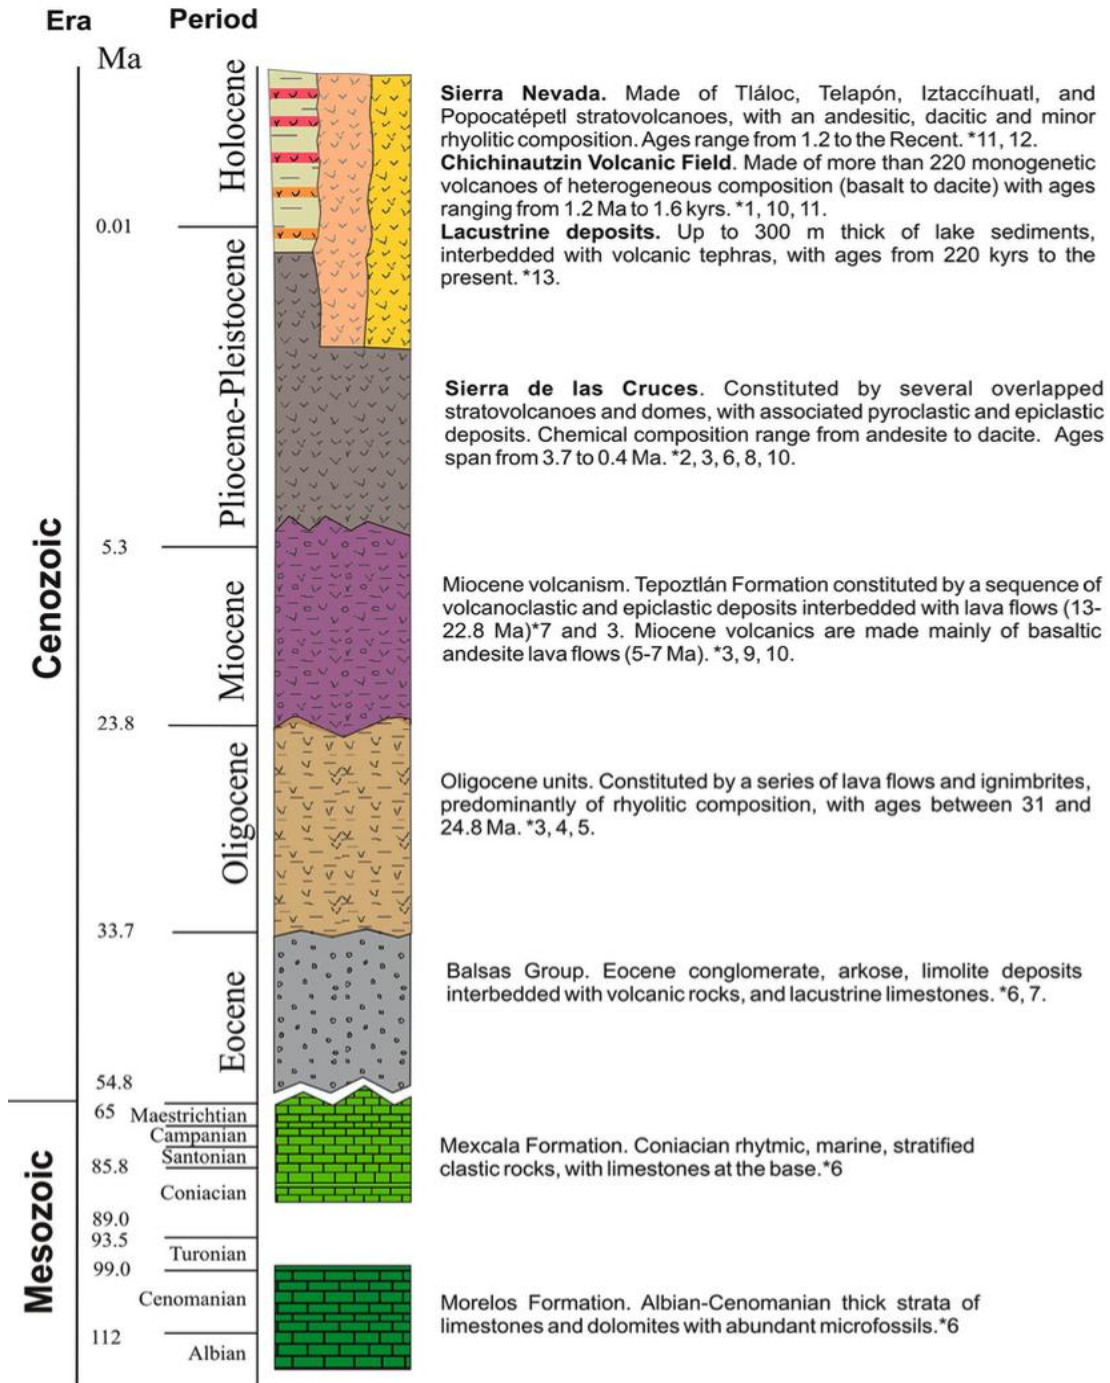 Era
Period
Ma
Holocene
Sierra Nevada. Made of Tláloc, Telapón, Iztaccíhuatl, and
Popocatépetl stratovolcanoes, with an andesitic, dacitic and minor
rhyolitic composition. Ages range from 1.2 to the Recent. *11, 12.
Chichinautzin Volcanic Field. Made of more than 220 monogenetic
volcanoes of heterogeneous composition (basalt to dacite) with ages
ranging from 1.2 Ma to 1.6 kyrs. *1, 10, 11.
Lacustrine deposits. Up to 300 m thick of lake sediments,
interbedded with volcanic tephras, with ages from 220 kyrs to the
present. *13.
0.01
Pliocene-Pleistocene
Sierra de las Cruces. Constituted by several overlapped
stratovolcanoes and domes, with associated pyroclastic and epiclastic
deposits. Chemical composition range from andesite to dacite. Ages
span from 3.7 to 0.4 Ma. *2, 3, 6, 8, 10.
Cenozoic
5.3
Miocene
Miocene volcanism. Tepoztlán Formation constituted by a sequence of
volcanoclastic and epiclastic deposits interbedded with lava flows (13-
22.8 Ma)*7 and 3. Miocene volcanics are made mainly of basaltic
andesite lava flows (5-7 Ma). *3, 9, 10.
23.8
Oligocene
Oligocene units. Constituted by a series of lava flows and ignimbrites,
predominantly of rhyolitic composition, with ages between 31 and
24.8 Ma. *3, 4, 5.
33.7
Eocene
Balsas Group. Eocene conglomerate, arkose, limolite deposits
interbedded with volcanic rocks, and lacustrine limestones. *6, 7.
54.8
65
Mesozoic
Maestrichtian
Campanian
Santonian
85.8
Coniacian
Mexcala Formation. Coniacian rhytmic, marine, stratified
clastic rocks, with limestones at the base.*6
89.0
93.5
Turonian
99.0
Cenomanian
112
Albian
Morelos Formation. Albian-Cenomanian thick strata of
limestones and dolomites with abundant microfossils.*6